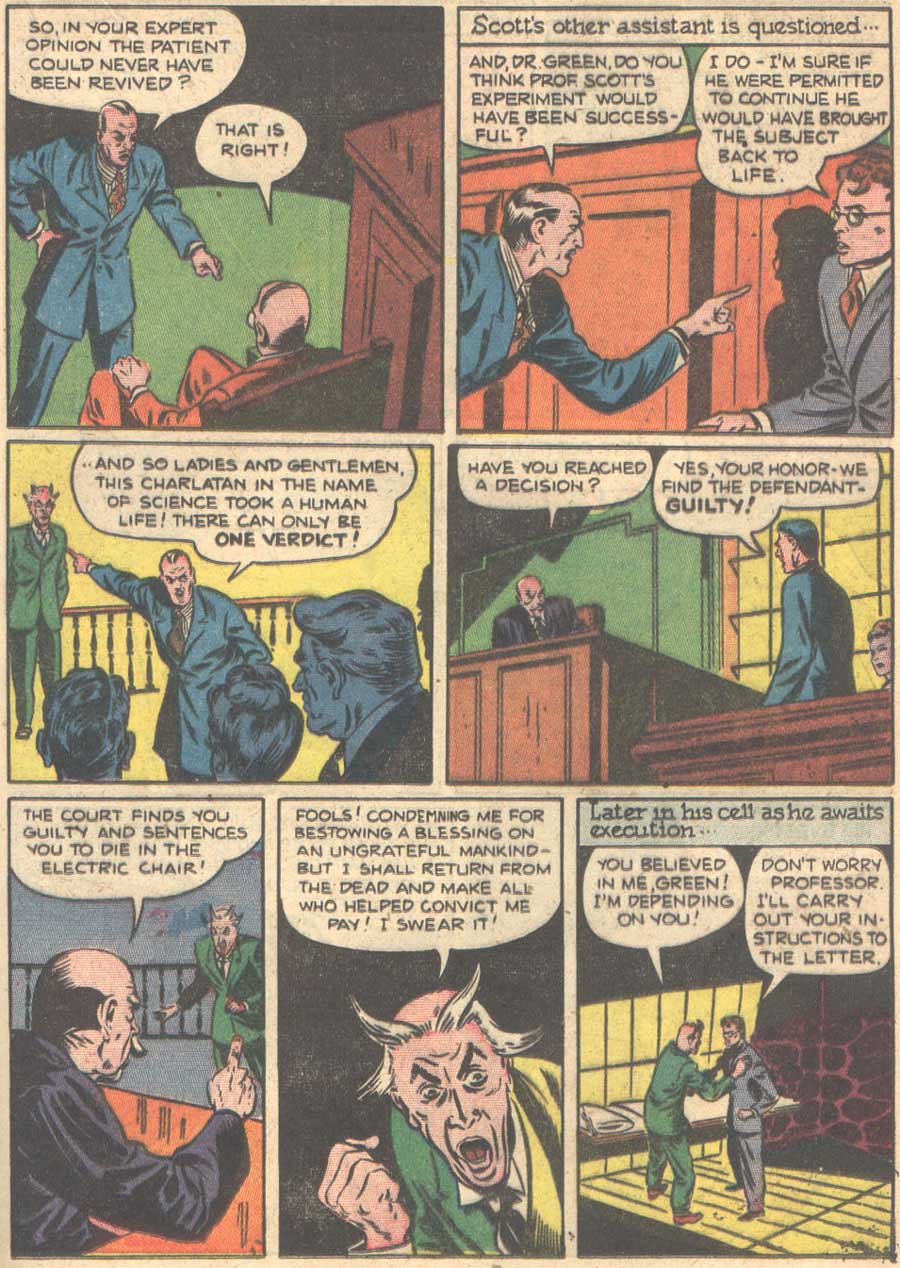 SO, IN YOUR EXPERT
OPINION THE PATIENT
COULD NEVER HAVE
BEEN REVIVED?
THAT IS
RIGHT!
Scott's other assistant is questioned...
AND, DR. GREEN, DO YOU
THINK PROF. SCOTT'S
EXPERIMENT WOULD
HAVE BEEN SUCCESS-
FUL?
I DO - I'M SURE IF
HE WERE PERMITTED
TO CONTINUE HE
WOULD HAVE BROUGHT
THE SUBJECT
BACK TO
LIFE.
..AND SO LADIES AND GENTLEMEN,
THIS CHARLATAN IN THE NAME
OF SCIENCE TOOK A HUMAN
LIFE! THERE CAN ONLY BE
ONE VERDICT!
HAVE YOU REACHED
A DECISION?
YES, YOUR HONOR-WE
FIND THE DEFENDANT-
GUILTY!
THE COURT FINDS YOU
GUILTY AND SENTENCES
YOU TO DIE IN THE
ELECTRIC CHAIR!
FOOLS! CONDEMNING ME FOR
BESTOWING A BLESSING ON
AN UNGRATEFUL MANKIND-
BUT I SHALL RETURN FROM
THE DEAD AND MAKE ALL
WHO HELPED CONVICT ME
PAY! I SWEAR IT!
Later in his cell as he awaits
execution...
YOU BELIEVED
IN ME, GREEN!
I'M DEPENDING
ON YOU!
DON'T WORRY
PROFESSOR.
I'LL CARRY
OUT YOUR IN-
STRUCTIONS TO
THE LETTER.